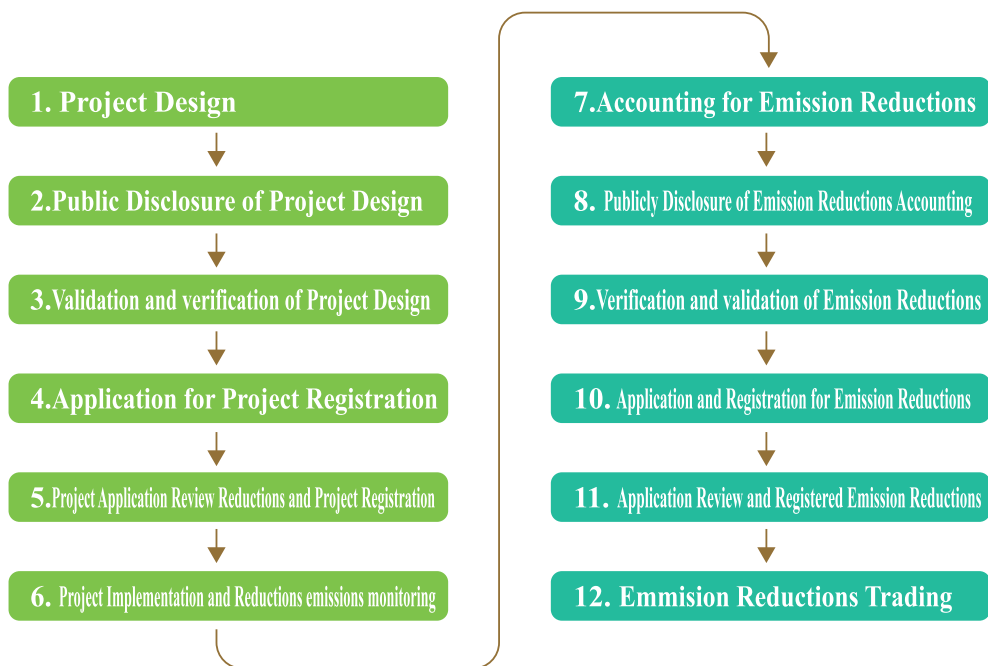 1. Project Design
2.Public Disclosure of Project Design
3.Validation and verification of Project Design
4.Application for Project Registration
5.Project Application Review Reductions and Project Registration
6. Project Implementation and Reductions emissions monitoring
7.Accounting for Emission Reductions
8. Publicly Disclosure of Emission Reductions Accounting
9.Verification and validation of Emission Reductions
10. Application and Registration for Emission Reductions
11. Application Review and Registered Emission Reductions
12. Emmision Reductions Trading